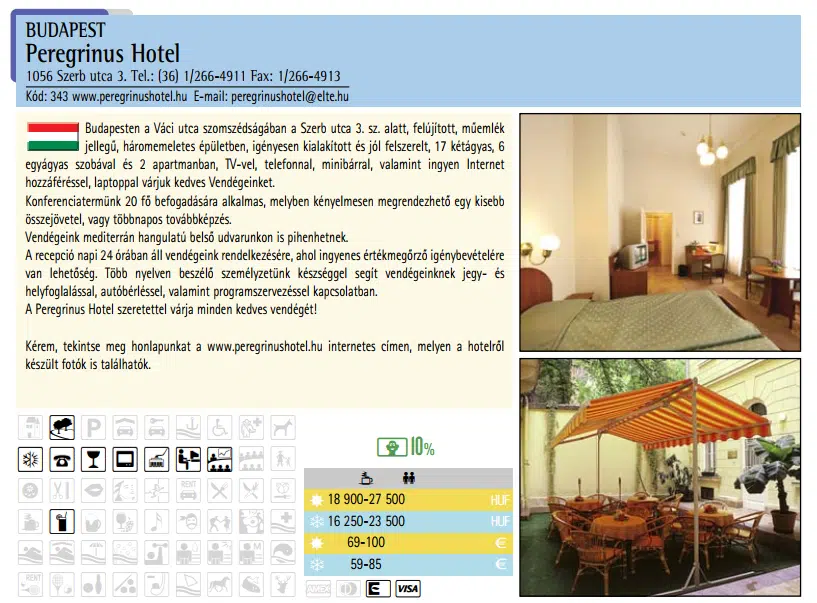 BUDAPEST
Peregrinus Hotel
1056 Szerb utca 3. Tel.: (36) 1/266-4911 Fax: 1/266-4913
Kód: 343 www.peregrinushotel.hu E-mail: peregrinushotel@elte.hu
Budapesten a Váci utca szomszédságában a Szerb utca 3. sz. alatt, felújított, műemlék
jellegű, háromemeletes épületben, igényesen kialakított és jól felszerelt, 17 kétágyas, 6
egyágyas szobával és 2 apartmanban, TV-vel, telefonnal, minibárral, valamint ingyen Internet
hozzáféréssel, laptoppal várjuk kedves Vendégeinket.
Konferenciatermünk 20 fő befogadására alkalmas, melyben kényelmesen megrendezhető egy kisebb
összejövetel, vagy többnapos továbbképzés.
Vendégeink mediterrán hangulatú belső udvarunkon is pihenhetnek.
A recepció napi 24 órában áll vendégeink rendelkezésére, ahol ingyenes értékmegőrző igénybevételére
van lehetőség. Több nyelven beszélő személyzetünk készséggel segít vendégeinknek jegy- és
helyfoglalással, autóbérléssel, valamint programszervezéssel kapcsolatban.
A Peregrinus Hotel szeretettel várja minden kedves vendégét!
Kérem, tekintse meg honlapunkat a www.peregrinushotel.hu internetes címen, melyen a hotelről
készült fotók is találhatók.
P
RENT
RENT
10%
18 900-27 500 HUF
16 250-23 500 HUF
69-100 €
59-85 €
AMEX E VISA